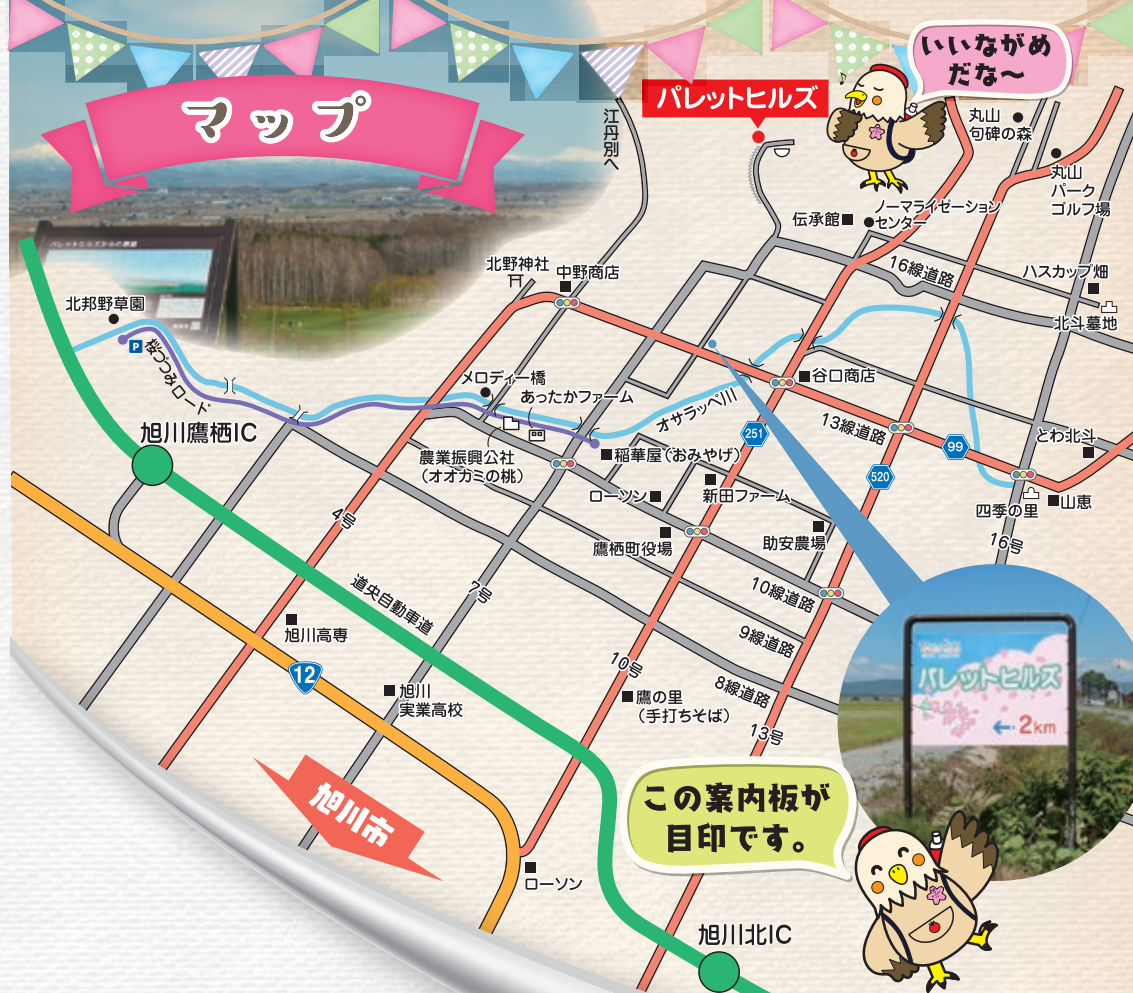 マップ
いいながめ
だな～
パレットヒルズ
江丹別へ
丸山
句碑の森
丸山
パーク
ゴルフ場
伝承館
ノーマライゼーション
センター
16線道路
ハスカップ畑
北斗墓地
北野神社
中野商店
北邦野草園
P
桜づつみロード
メロディー橋
あったかファーム
オサラッペ川
谷口商店
13線道路
251
99
520
とわ北斗
旭川鷹栖IC
農業振興公社
（オオカミの桃）
稲華屋（おみやげ）
ローソン
新田ファーム
四季の里
山恵
16号
鷹栖町役場
助安農場
4号
7号
道央自動車道
10線道路
9線道路
8線道路
旭川高専
12
旭川
実業高校
10号
鷹の里
（手打ちそば）
13号
パレットヒルズ
←2km
旭川市
この案内板が
目印です。
ローソン
旭川北IC